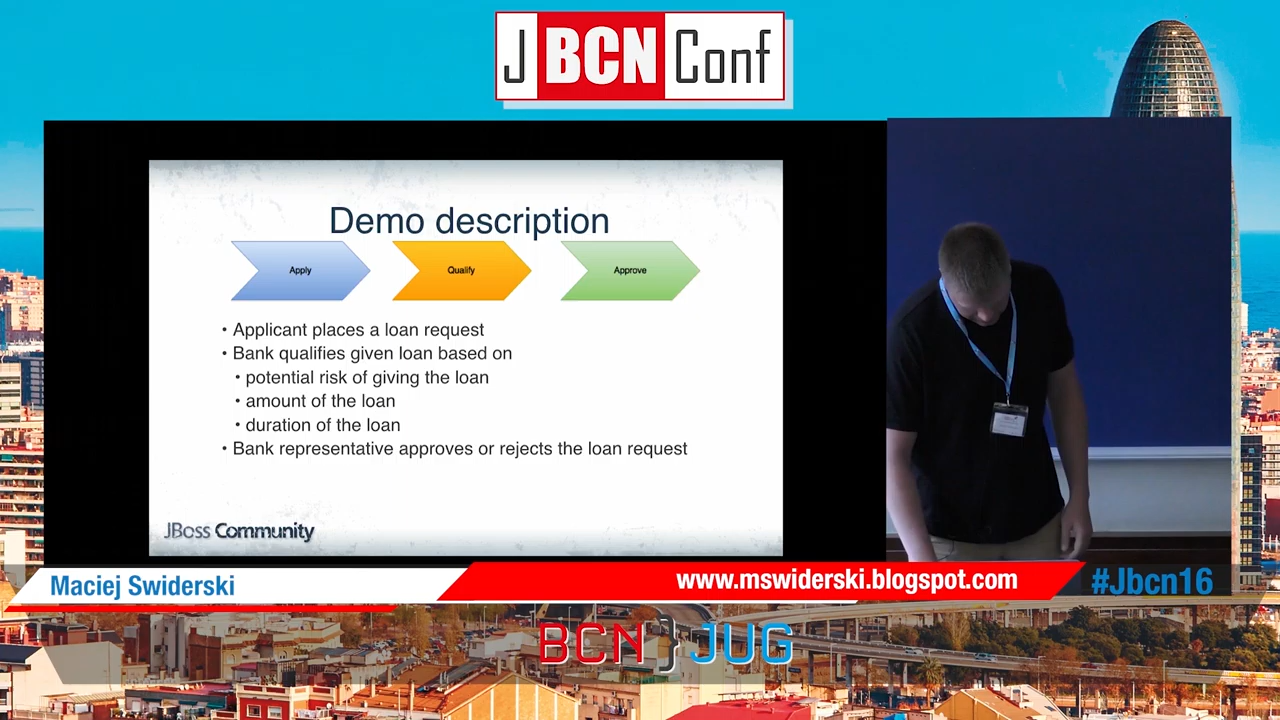 J BCN Conf
Demo description
Apply
Qualify
Approve
• Applicant places a loan request
• Bank qualifies given loan based on
• potential risk of giving the loan
• amount of the loan
• duration of the loan
• Bank representative approves or rejects the loan request
JBoss Community
Maciej Swiderski
www.mswiderski.blogspot.com
#Jbcn16
BCN JUG